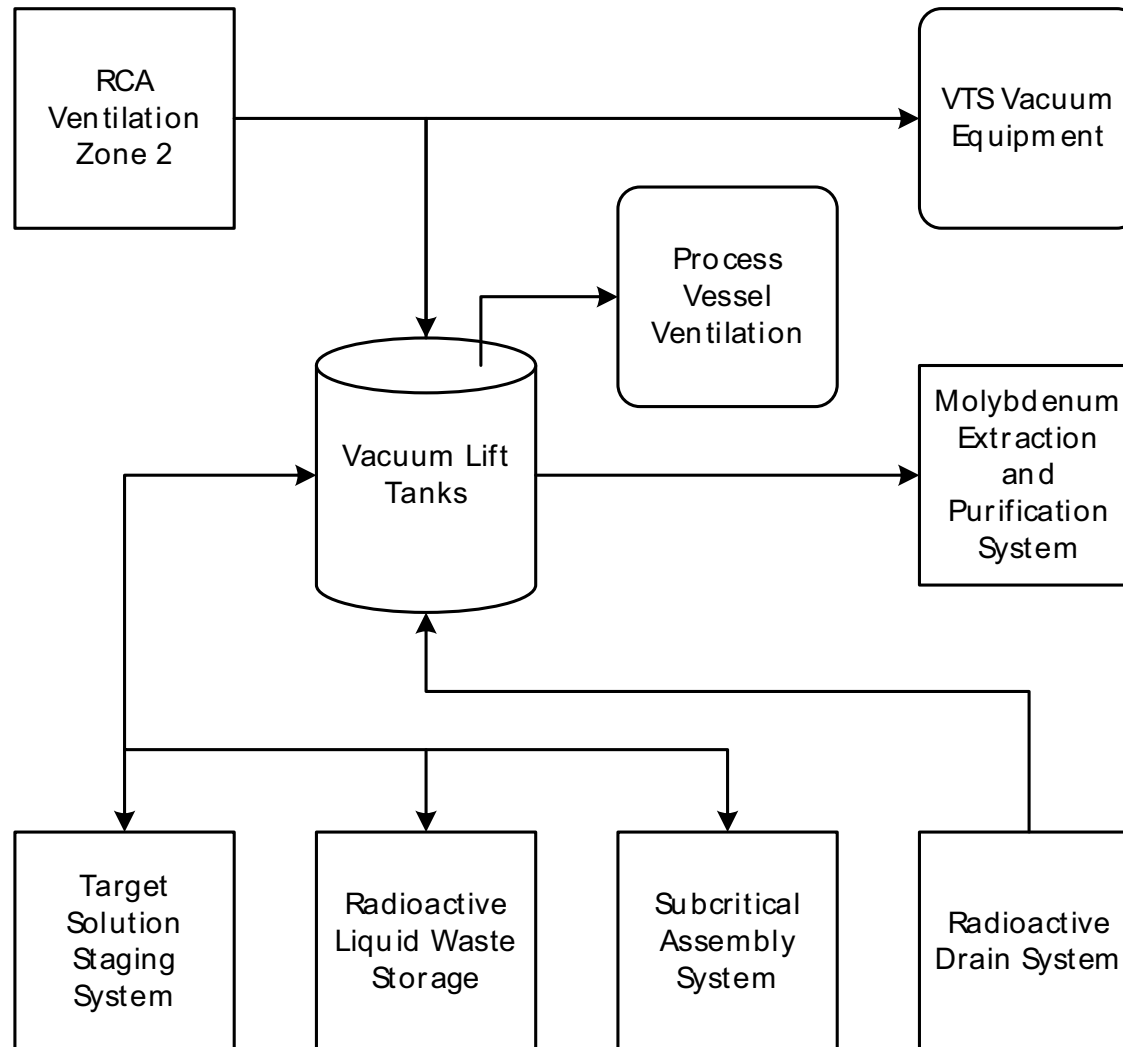 RCA
Ventilation
Zone 2
VTS Vacuum
Equipment
Process
Vessel
Ventilation
Vacuum Lift
Tanks
Molybdenum
Extraction
and
Purification
System
Target
Solution
Staging
System
Radioactive
Liquid Waste
Storage
Subcritical
Assembly
System
Radioactive
Drain System